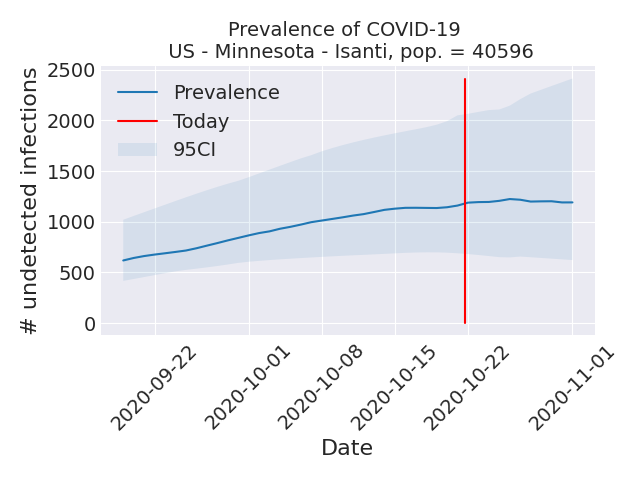 Prevalence of COVID-19
US - Minnesota - Isanti, pop. = 40596
# undetected infections
2500
2000
1500
1000
500
0
Prevalence
Today
95CI
2020-09-22
2020-10-01
2020-10-08
2020-10-15
2020-10-22
2020-11-01
Date